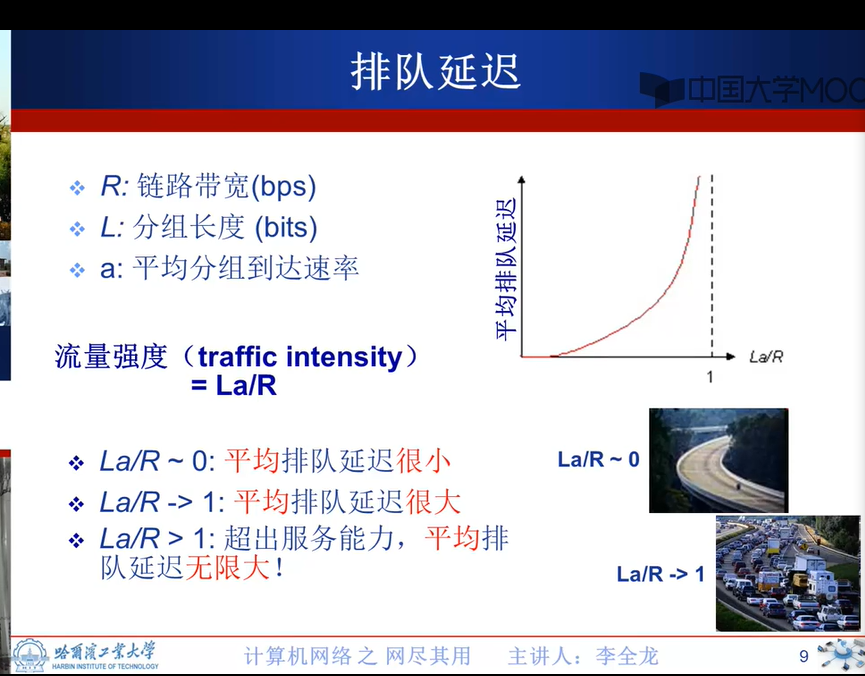 排队延迟
中国大学MOO
R: 链路带宽(bps)
L: 分组长度 (bits)
a: 平均分组到达速率
流量强度（traffic intensity）
= La/R
平均排队延迟
La/R
1
La/R ~ 0: 平均排队延迟很小
La/R -> 1: 平均排队延迟很大
La/R > 1: 超出服务能力，平均排
队延迟无限大！
La/R ~ 0
La/R -> 1
哈爾濱工業大學
HARBIN INSTITUTE OF TECHNOLOGY
计算机网络 之 网尽其用 主讲人：李全龙
9